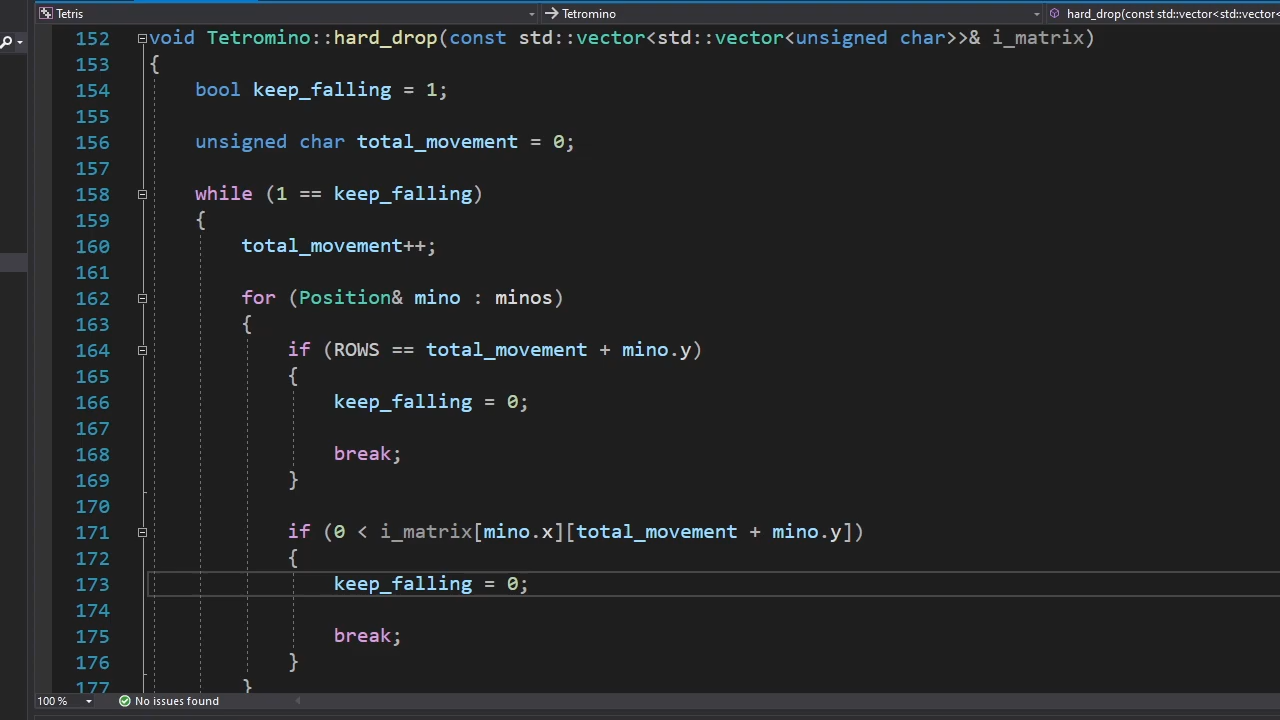 Tetris Tetromino hard_drop(const std::vector<std::vector<
152 void Tetromino::hard_drop(const std::vector<std::vector<unsigned char>>& i_matrix)
153 {
154 bool keep_falling = 1;
155
156 unsigned char total_movement = 0;
157
158 while (1 == keep_falling)
159 {
160 total_movement++;
161
162 for (Position& mino : minos)
163 {
164 if (ROWS == total_movement + mino.y)
165 {
166 keep_falling = 0;
167
168 break;
169 }
170
171 if (0 < i_matrix[mino.x][total_movement + mino.y])
172 {
173 keep_falling = 0;
174
175 break;
176 }
177 }
100 % No issues found